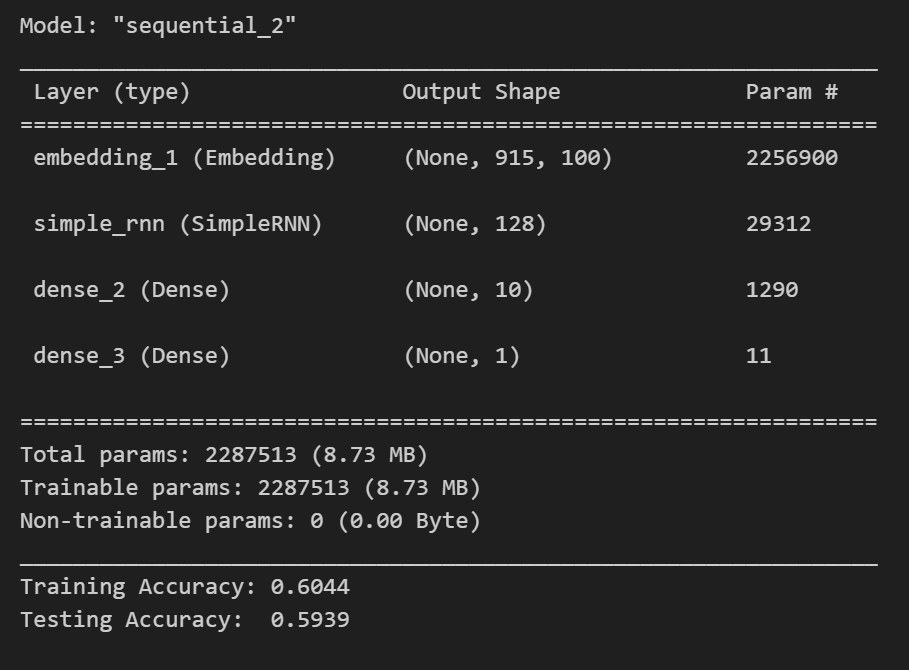 Model: "sequential_2"
_________________________________________________________________
Layer (type)                Output Shape              Param #
=================================================================
embedding_1 (Embedding)     (None, 915, 100)          2256900
simple_rnn (SimpleRNN)      (None, 128)               29312
dense_2 (Dense)             (None, 10)                1290
dense_3 (Dense)             (None, 1)                 11
=================================================================
Total params: 2287513 (8.73 MB)
Trainable params: 2287513 (8.73 MB)
Non-trainable params: 0 (0.00 Byte)
_________________________________________________________________
Training Accuracy: 0.6044
Testing Accuracy:  0.5939